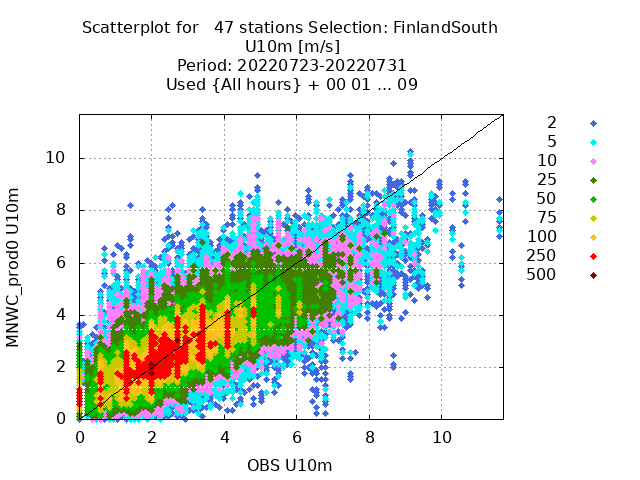 Scatterplot for   47 stations Selection: FinlandSouth
U10m [m/s]
Period: 20220723-20220731
Used {All hours} + 00 01 ... 09
MNWC_prod0 U10m
10
8
6
4
2
0
0 2 4 6 8 10
OBS U10m
2
5
10
25
50
75
100
250
500